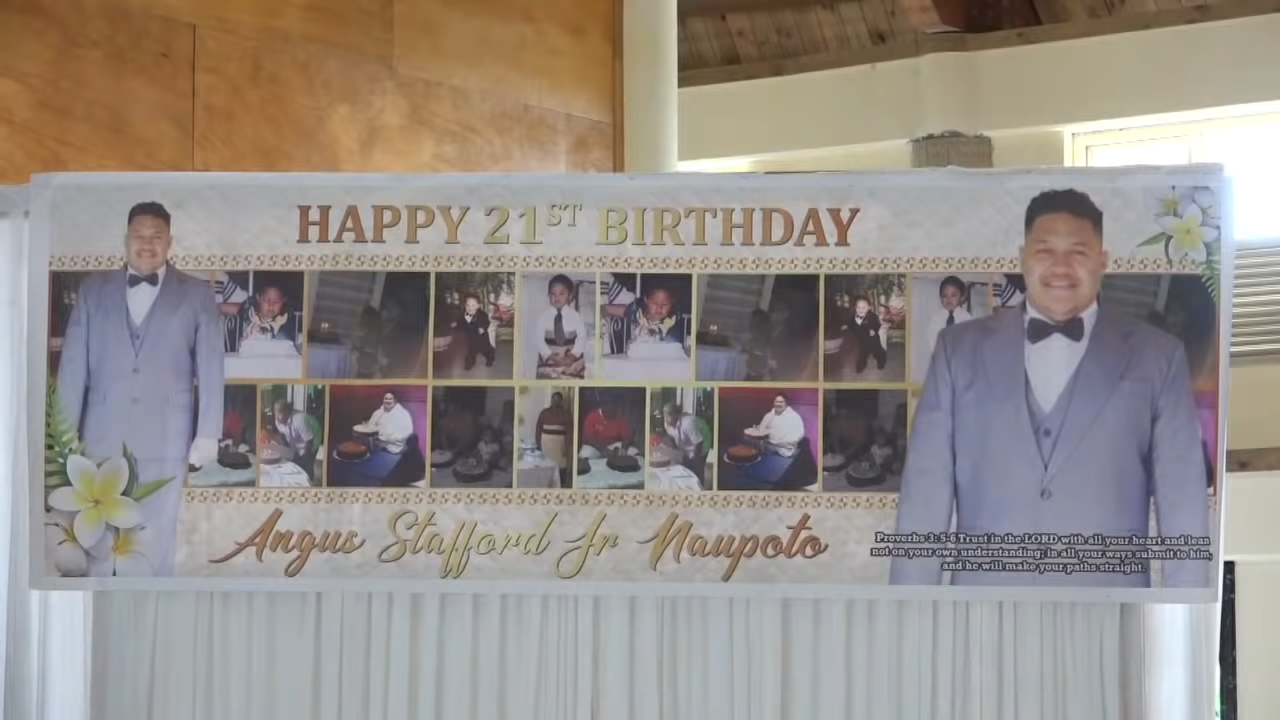 HAPPY 21ST BIRTHDAY
Angus Stafford Jr Naupoto
Proverbs 3: 5-6 Trust in the LORD with all your heart and lean
not on your own understanding; in all your ways submit to him,
and he will make your paths straight.